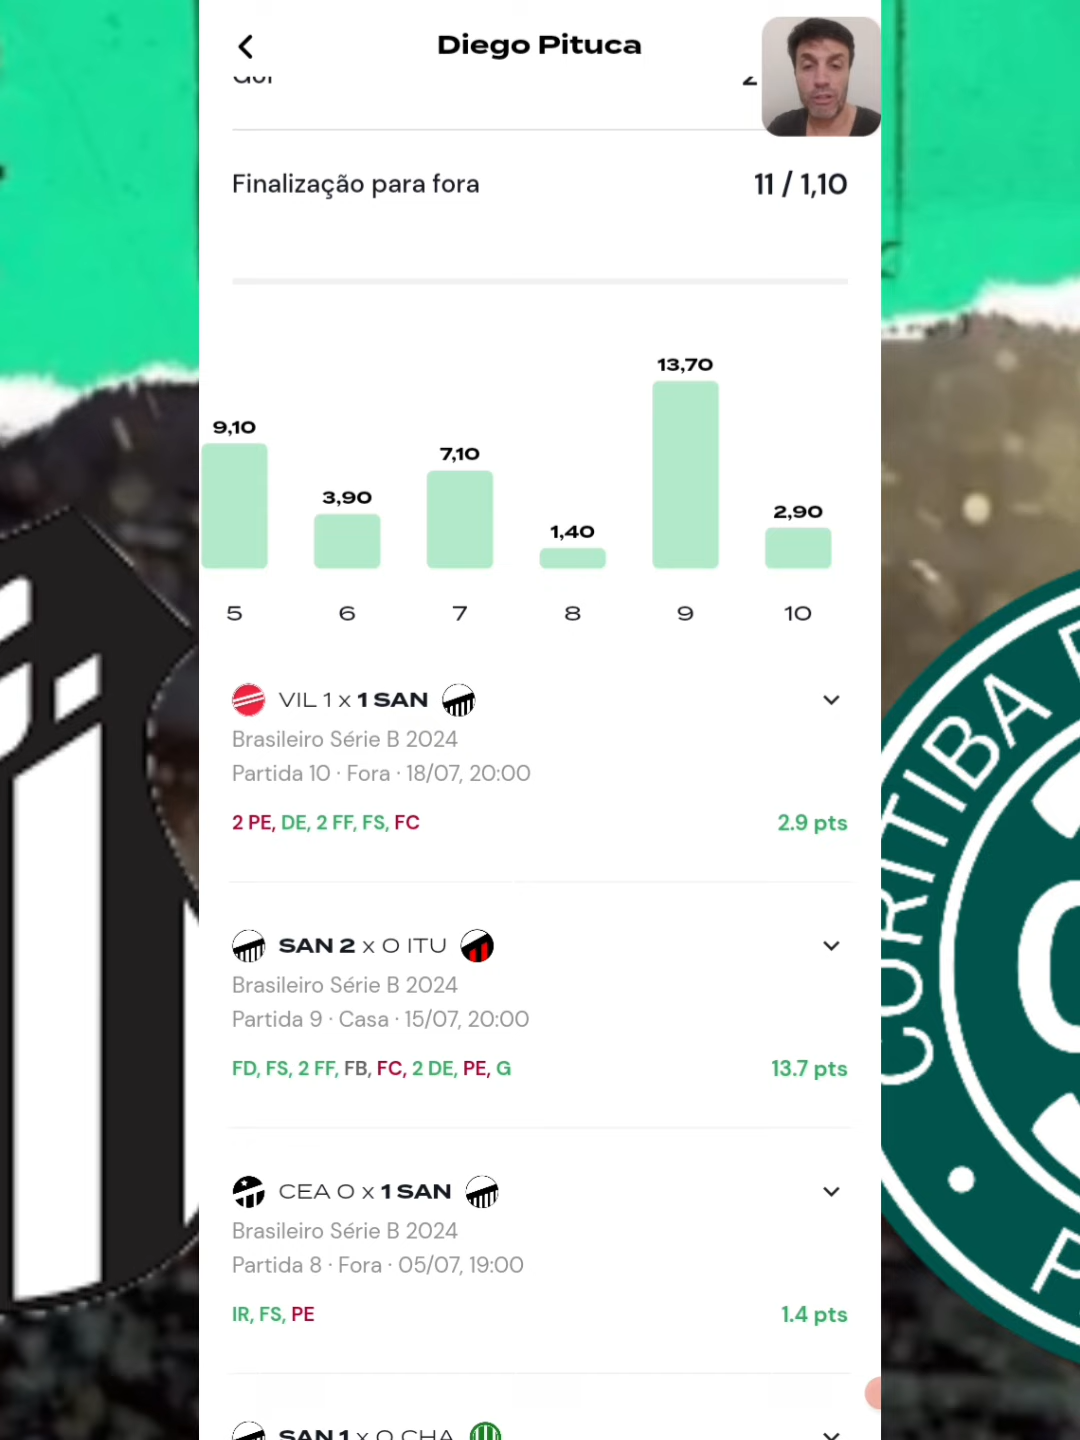 Diego Pituca
Gol
Finalização para fora 11 / 1,10
9,10 3,90 7,10 1,40 13,70 2,90
5 6 7 8 9 10
VIL 1 x 1 SAN
Brasileiro Série B 2024
Partida 10 · Fora · 18/07, 20:00
2 PE, DE, 2 FF, FS, FC 2.9 pts
SAN 2 x 0 ITU
Brasileiro Série B 2024
Partida 9 · Casa · 15/07, 20:00
FD, FS, 2 FF, FB, FC, 2 DE, PE, G 13.7 pts
CEA 0 x 1 SAN
Brasileiro Série B 2024
Partida 8 · Fora · 05/07, 19:00
IR, FS, PE 1.4 pts
SAN 1 x 0 CHA
CORITIBA